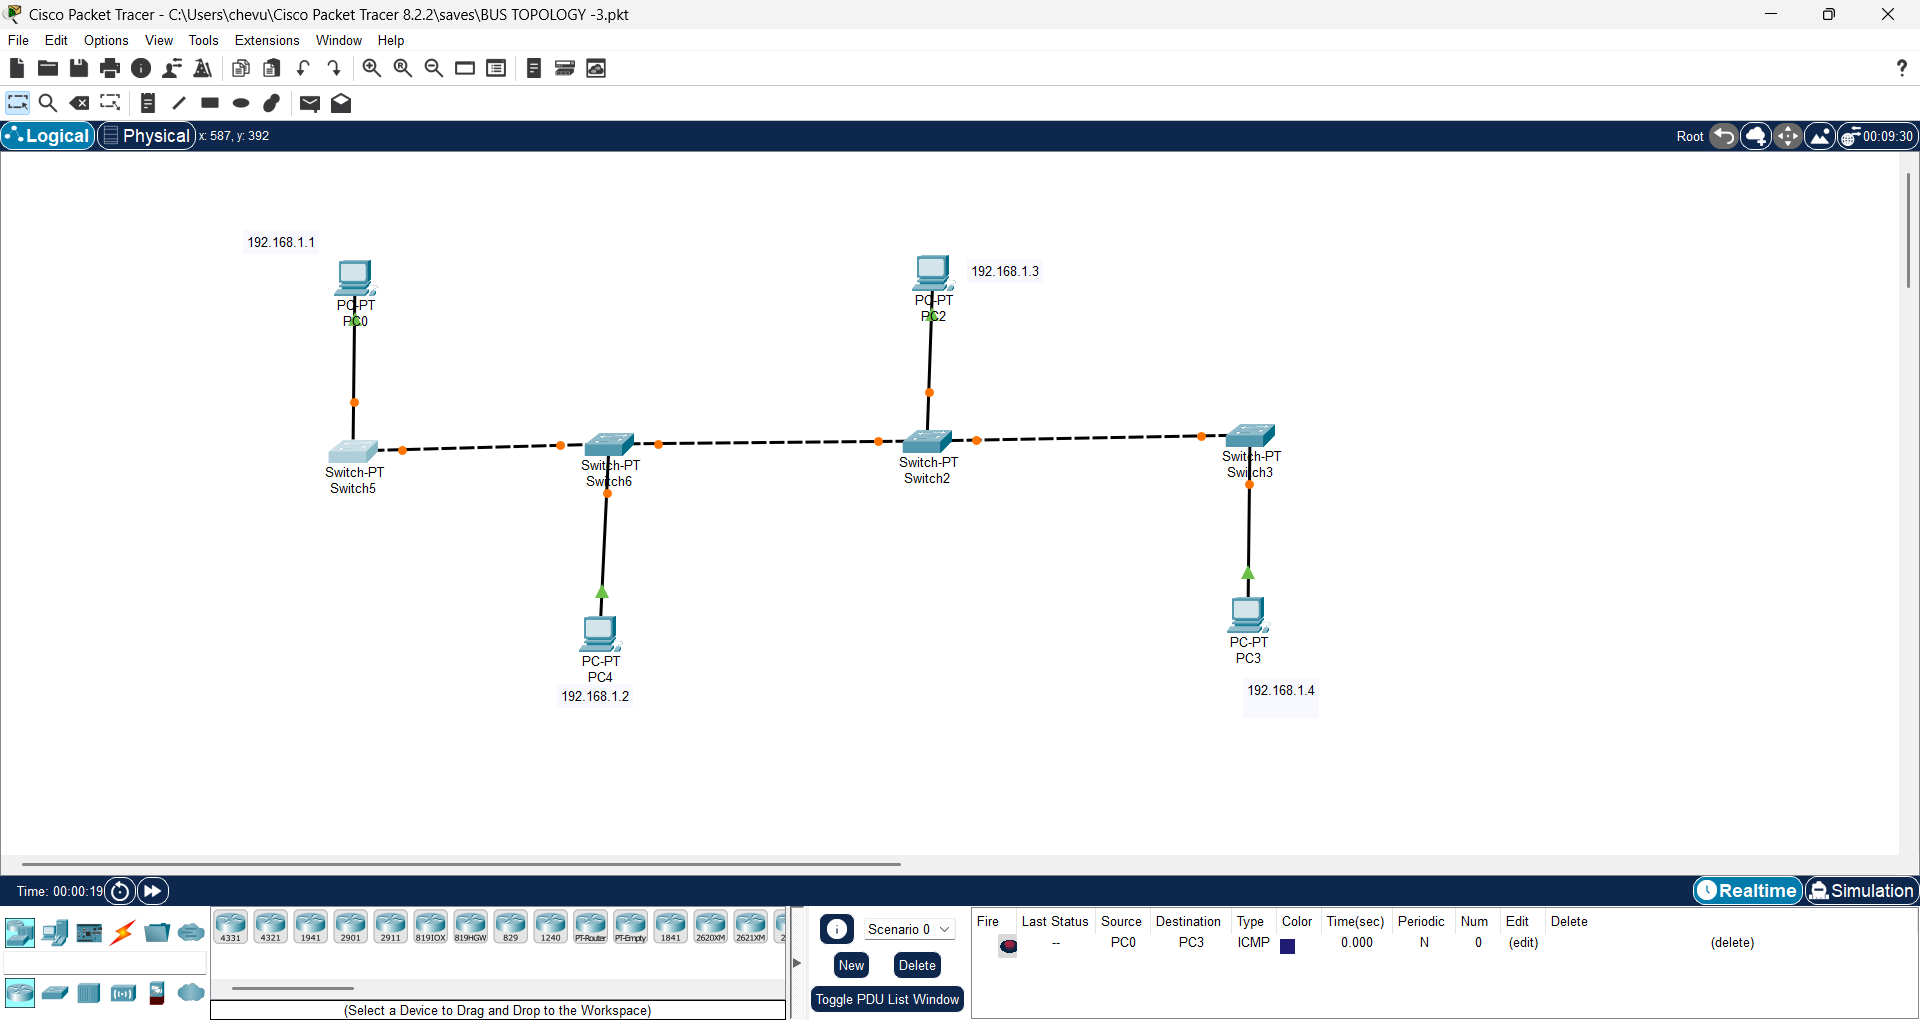 Cisco Packet Tracer - C:\Users\chevu\Cisco Packet Tracer 8.2.2\saves\BUS TOPOLOGY -3.pkt
File Edit Options View Tools Extensions Window Help
?
Logical Physical x: 587, y: 392 Root 00:09:30
192.168.1.1
PC-PT
PC0
192.168.1.3
PC-PT
PC2
Switch-PT
Switch5
Switch-PT
Switch6
Switch-PT
Switch2
Switch-PT
Switch3
PC-PT
PC4
192.168.1.2
PC-PT
PC3
192.168.1.4
Time: 00:00:19 Realtime Simulation
4331 4321 1941 2901 2911 819IOX 819HGW 829 1240 PT-Router PT-Empty 1841 2620XM 2621XM 2
(Select a Device to Drag and Drop to the Workspace)
Scenario 0
New Delete
Toggle PDU List Window
Fire Last Status Source Destination Type Color Time(sec) Periodic Num Edit Delete
-- PC0 PC3 ICMP 0.000 N 0 (edit) (delete)